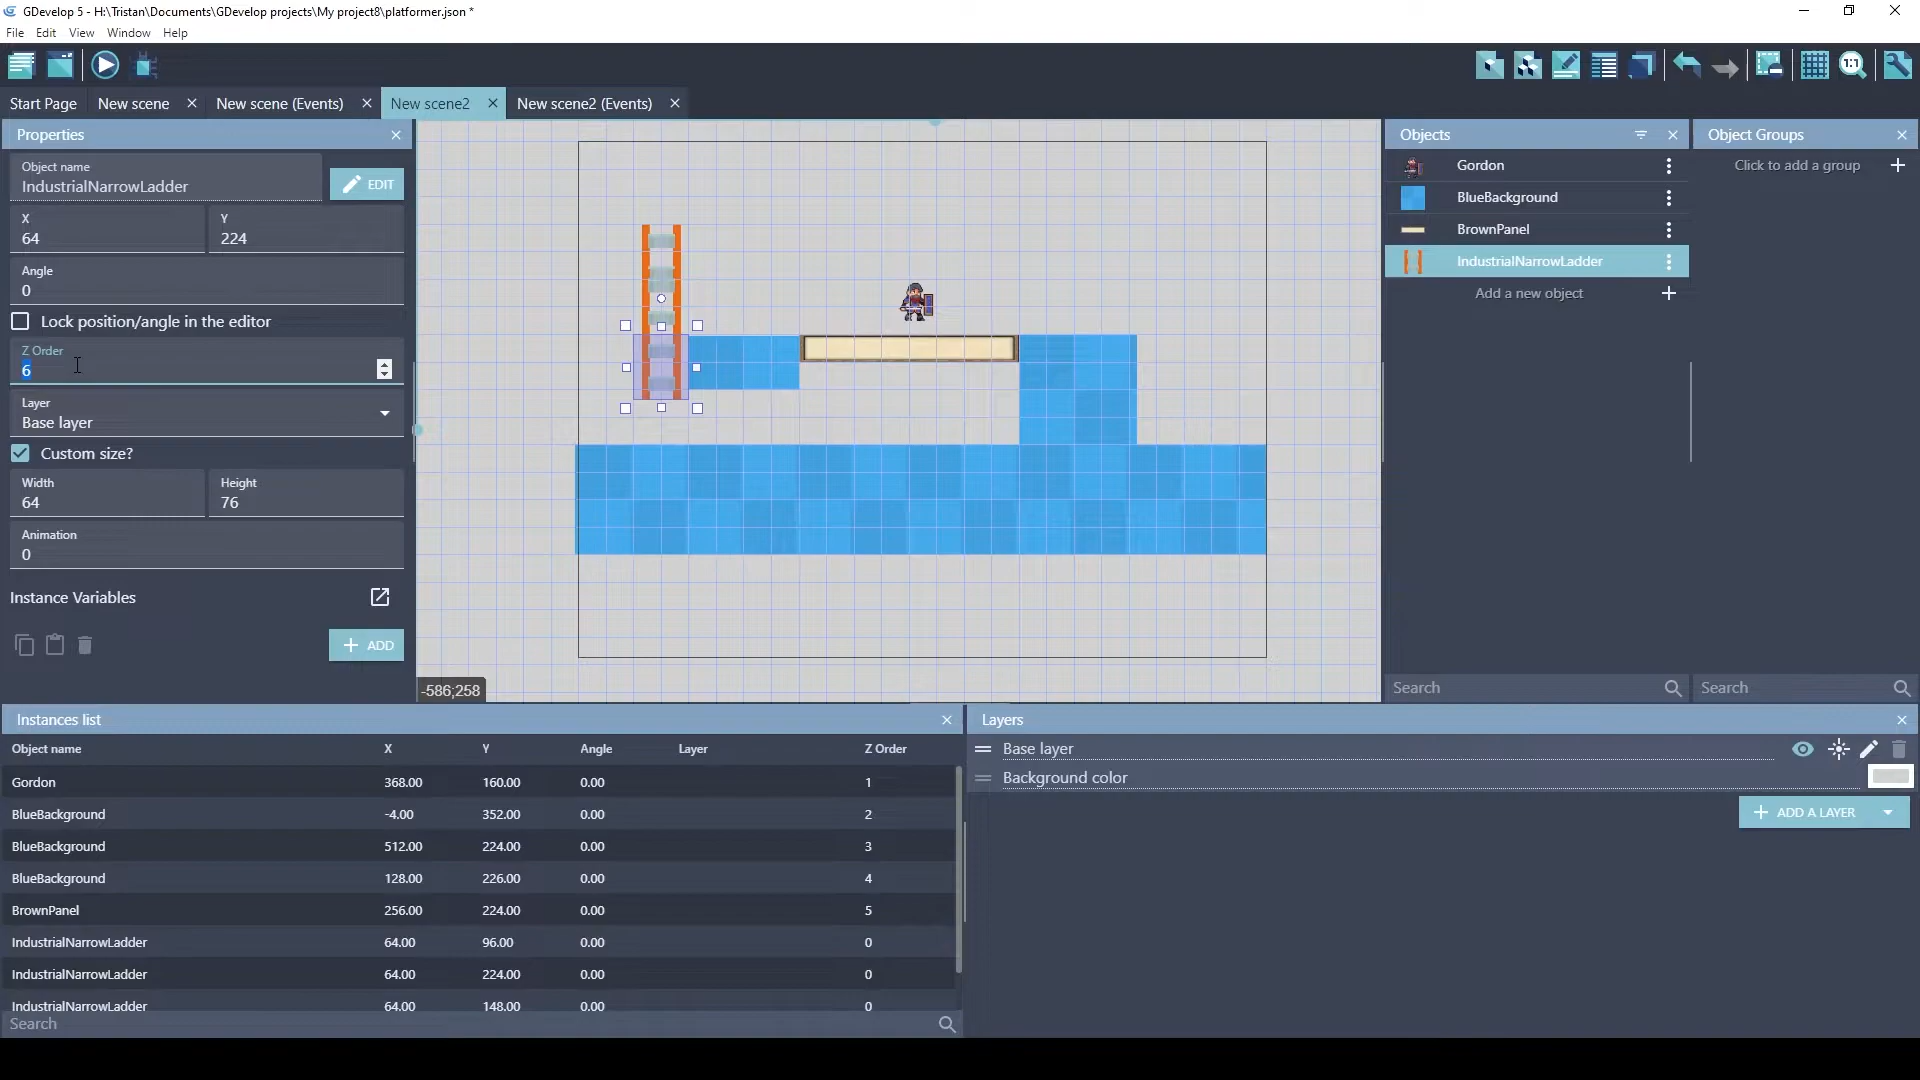 GDevelop 5 - H:\Tristan\Documents\GDevelop projects\My project8\platformer.json *
File Edit View Window Help
1:1
Start Page New scene New scene (Events) New scene2 New scene2 (Events)
Properties
Object name
IndustrialNarrowLadder
EDIT
X Y
64 224
Angle
0
Lock position/angle in the editor
Z Order
6
Layer
Base layer
Custom size?
Width Height
64 76
Animation
0
Instance Variables
ADD
-586;258
Objects
Gordon
BlueBackground
BrownPanel
IndustrialNarrowLadder
Add a new object
Search
Object Groups
Click to add a group
Search
Instances list
Object name X Y Angle Layer Z Order
Gordon 368.00 160.00 0.00 1
BlueBackground -4.00 352.00 0.00 2
BlueBackground 512.00 224.00 0.00 3
BlueBackground 128.00 226.00 0.00 4
BrownPanel 256.00 224.00 0.00 5
IndustrialNarrowLadder 64.00 96.00 0.00 0
IndustrialNarrowLadder 64.00 224.00 0.00 0
IndustrialNarrowLadder 64.00 148.00 0.00 0
Search
Layers
Base layer
Background color
ADD A LAYER